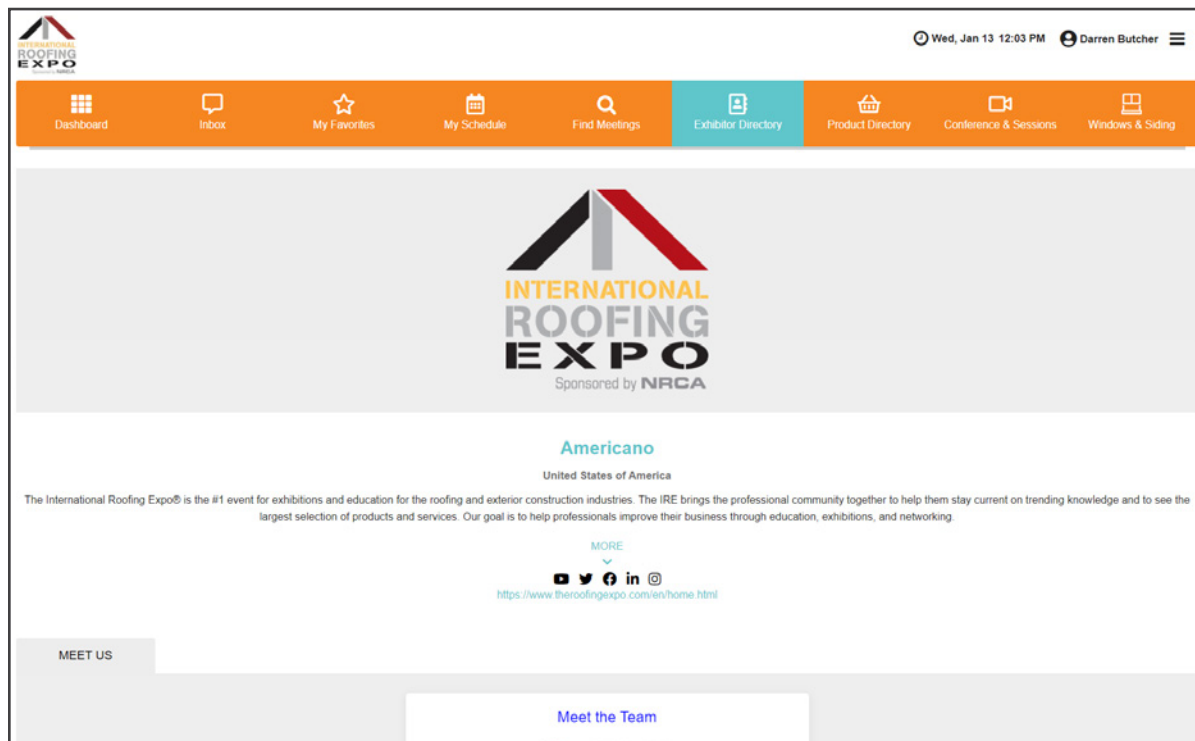 INTERNATIONAL
ROOFING
EXPO
Sponsored by NRCA
Wed, Jan 13 12:03 PM
Darren Butcher
Dashboard
Inbox
My Favorites
My Schedule
Find Meetings
Exhibitor Directory
Product Directory
Conference & Sessions
Windows & Siding
INTERNATIONAL
ROOFING
EXPO
Sponsored by NRCA
Americano
United States of America
The International Roofing Expo® is the #1 event for exhibitions and education for the roofing and exterior construction industries. The IRE brings the professional community together to help them stay current on trending knowledge and to see the
largest selection of products and services. Our goal is to help professionals improve their business through education, exhibitions, and networking.
MORE
https://www.theroofingexpo.com/en/home.html
MEET US
Meet the Team